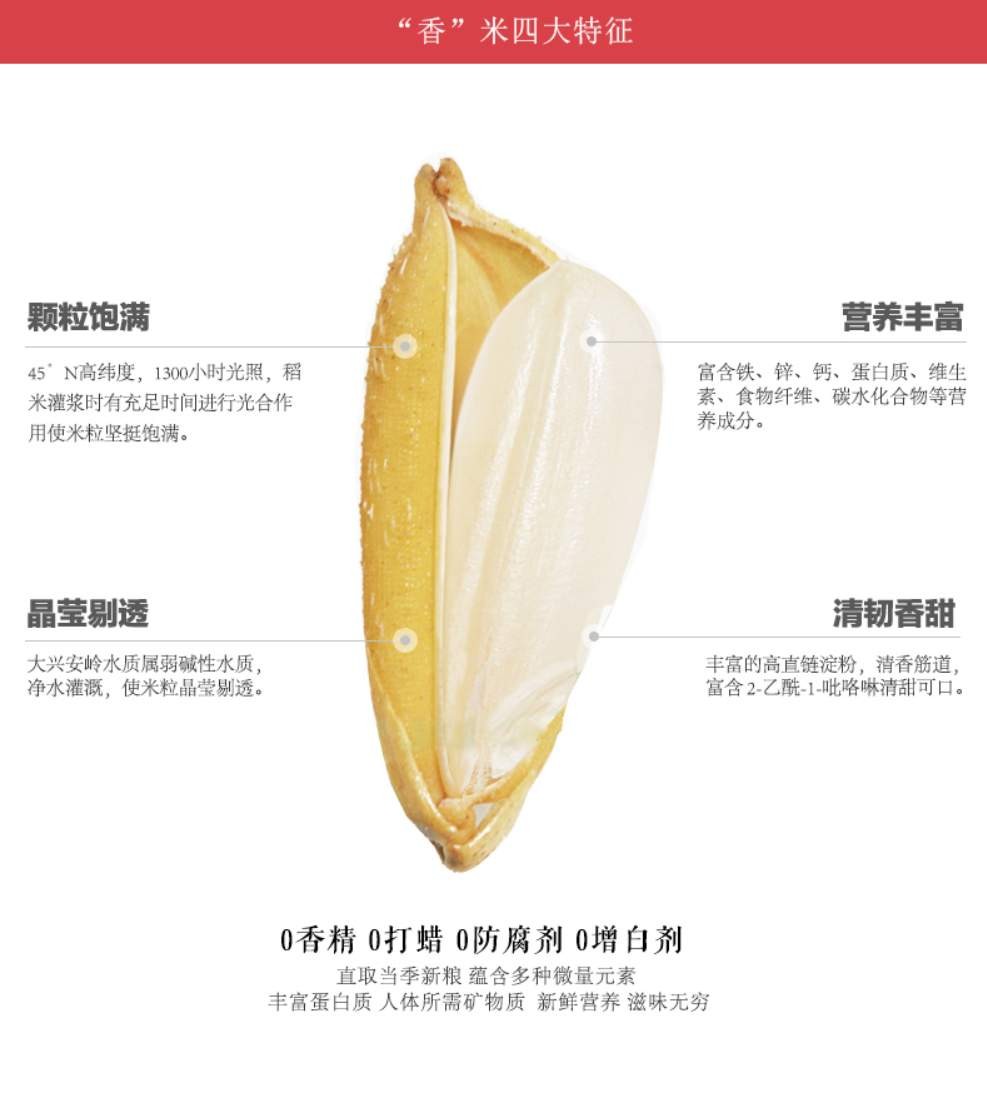 “香”米四大特征
颗粒饱满
45°N高纬度，1300小时光照，稻
米灌浆时有充足时间进行光合作
用使米粒坚挺饱满。
营养丰富
富含铁、锌、钙、蛋白质、维生
素、食物纤维、碳水化合物等营
养成分。
晶莹剔透
大兴安岭水质属弱碱性水质，
净水灌溉，使米粒晶莹剔透。
清韧香甜
丰富的高直链淀粉，清香筋道，
富含2-乙酰-1-吡咯啉清甜可口。
0香精 0打蜡 0防腐剂 0增白剂
直取当季新粮 蕴含多种微量元素
丰富蛋白质 人体所需矿物质 新鲜营养 滋味无穷